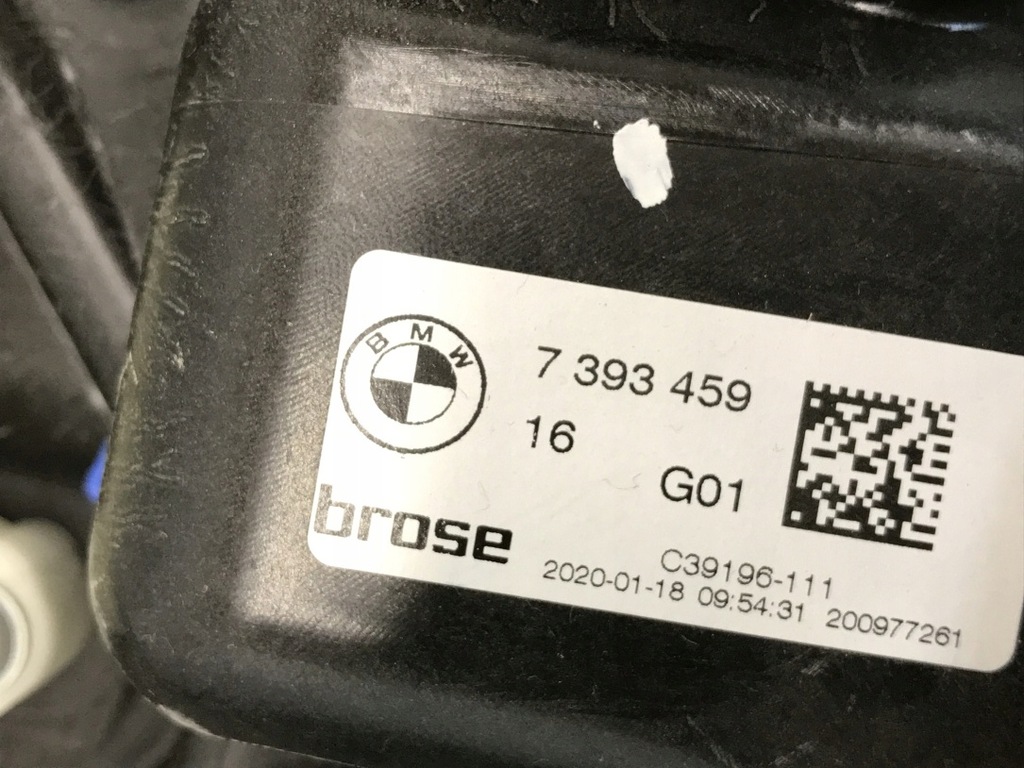 BMW
7 393 459
16
G01
brose
C39196-111
2020-01-18 09:54:31 200977261